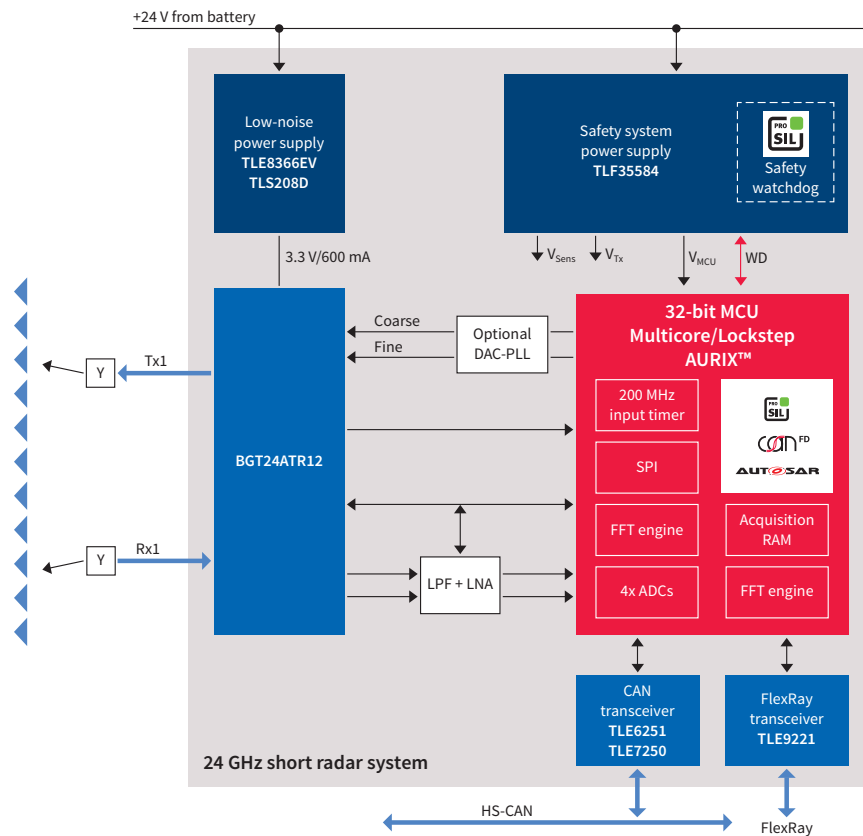 +24 V from battery
Low-noise
power supply
TLE8366EV
TLS208D
Safety system
power supply
TLF35584
PRO
SIL
Safety
watchdog
3.3 V/600 mA
VSens
VTx
VMCU
WD
Coarse
Fine
Optional
DAC-PLL
32-bit MCU
Multicore/Lockstep
AURIX™
200 MHz
input timer
SPI
FFT engine
4x ADCs
PRO
SIL
CAN FD
AUTOSAR
Acquisition
RAM
FFT engine
Y
Tx1
BGT24ATR12
Y
Rx1
LPF + LNA
CAN
transceiver
TLE6251
TLE7250
FlexRay
transceiver
TLE9221
24 GHz short radar system
HS-CAN
FlexRay